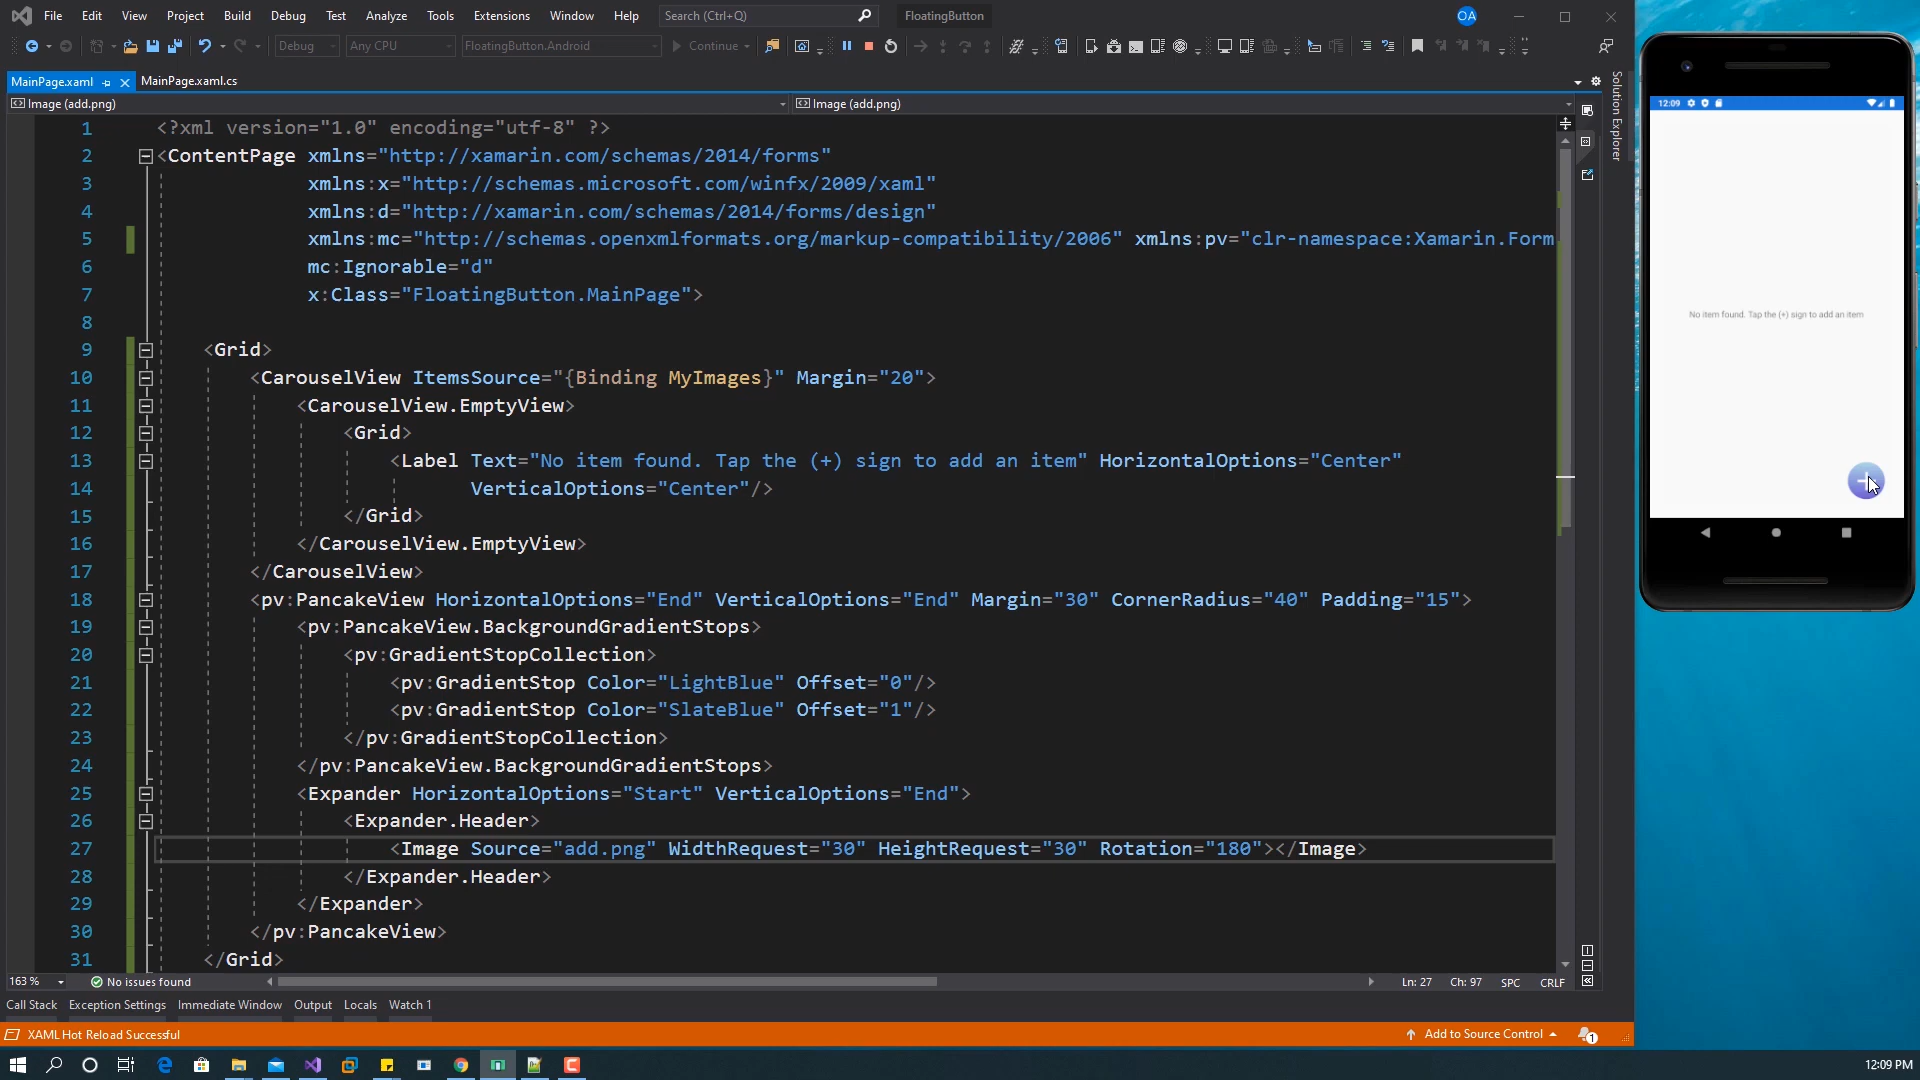 File Edit View Project Build Debug Test Analyze Tools Extensions Window Help Search (Ctrl+Q) FloatingButton OA
Debug Any CPU FloatingButton.Android Continue
MainPage.xaml MainPage.xaml.cs
Image (add.png) Image (add.png)
Solution Explorer
1 <?xml version="1.0" encoding="utf-8" ?>
2 <ContentPage xmlns="http://xamarin.com/schemas/2014/forms"
3 xmlns:x="http://schemas.microsoft.com/winfx/2009/xaml"
4 xmlns:d="http://xamarin.com/schemas/2014/forms/design"
5 xmlns:mc="http://schemas.openxmlformats.org/markup-compatibility/2006" xmlns:pv="clr-namespace:Xamarin.Form
6 mc:Ignorable="d"
7 x:Class="FloatingButton.MainPage">
8
9 <Grid>
10 <CarouselView ItemsSource="{Binding MyImages}" Margin="20">
11 <CarouselView.EmptyView>
12 <Grid>
13 <Label Text="No item found. Tap the (+) sign to add an item" HorizontalOptions="Center"
14 VerticalOptions="Center"/>
15 </Grid>
16 </CarouselView.EmptyView>
17 </CarouselView>
18 <pv:PancakeView HorizontalOptions="End" VerticalOptions="End" Margin="30" CornerRadius="40" Padding="15">
19 <pv:PancakeView.BackgroundGradientStops>
20 <pv:GradientStopCollection>
21 <pv:GradientStop Color="LightBlue" Offset="0"/>
22 <pv:GradientStop Color="SlateBlue" Offset="1"/>
23 </pv:GradientStopCollection>
24 </pv:PancakeView.BackgroundGradientStops>
25 <Expander HorizontalOptions="Start" VerticalOptions="End">
26 <Expander.Header>
27 <Image Source="add.png" WidthRequest="30" HeightRequest="30" Rotation="180"></Image>
28 </Expander.Header>
29 </Expander>
30 </pv:PancakeView>
31 </Grid>
163 % No issues found Ln: 27 Ch: 97 SPC CRLF
Call Stack Exception Settings Immediate Window Output Locals Watch 1
XAML Hot Reload Successful Add to Source Control 1
12:09 PM
12:09
No item found. Tap the (+) sign to add an item